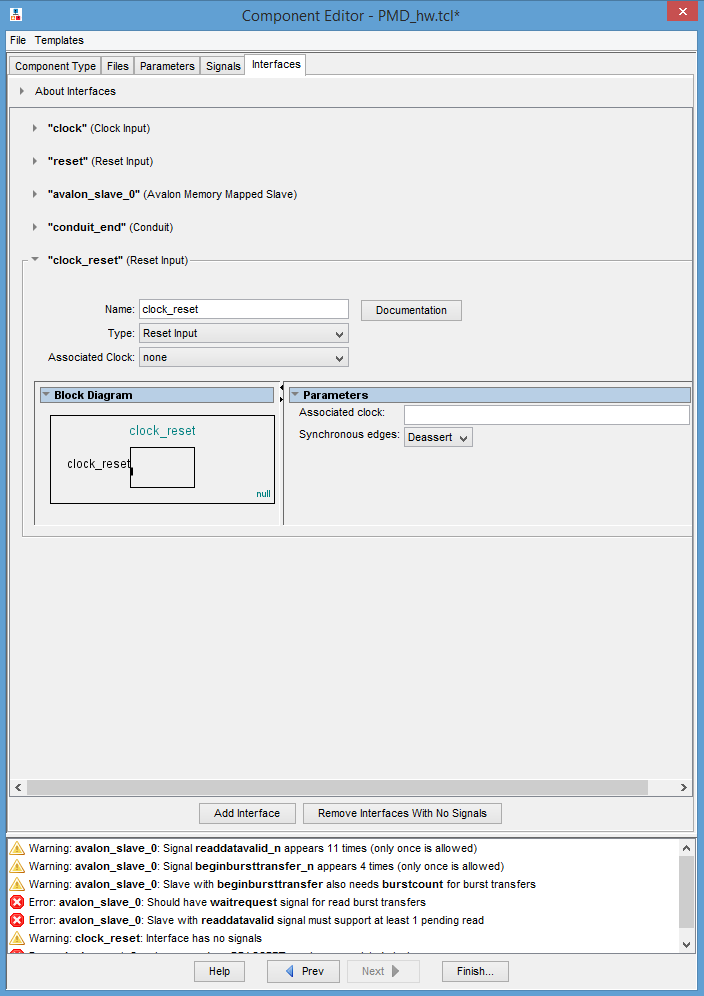 Component Editor - PMD_hw.tcl*
File Templates
Component Type Files Parameters Signals Interfaces
About Interfaces
"clock" (Clock Input)
"reset" (Reset Input)
"avalon_slave_0" (Avalon Memory Mapped Slave)
"conduit_end" (Conduit)
"clock_reset" (Reset Input)
Name: clock_reset Documentation
Type: Reset Input
Associated Clock: none
Block Diagram Parameters
Associated clock:
clock_reset
Synchronous edges: Deassert
clock_reset
null
Add Interface Remove Interfaces With No Signals
Warning: avalon_slave_0: Signal readdatavalid_n appears 11 times (only once is allowed)
Warning: avalon_slave_0: Signal beginbursttransfer_n appears 4 times (only once is allowed)
Warning: avalon_slave_0: Slave with beginbursttransfer also needs burstcount for burst transfers
Error: avalon_slave_0: Should have waitrequest signal for read burst transfers
Error: avalon_slave_0: Slave with readdatavalid signal must support at least 1 pending read
Warning: clock_reset: Interface has no signals
Help Prev Next Finish...